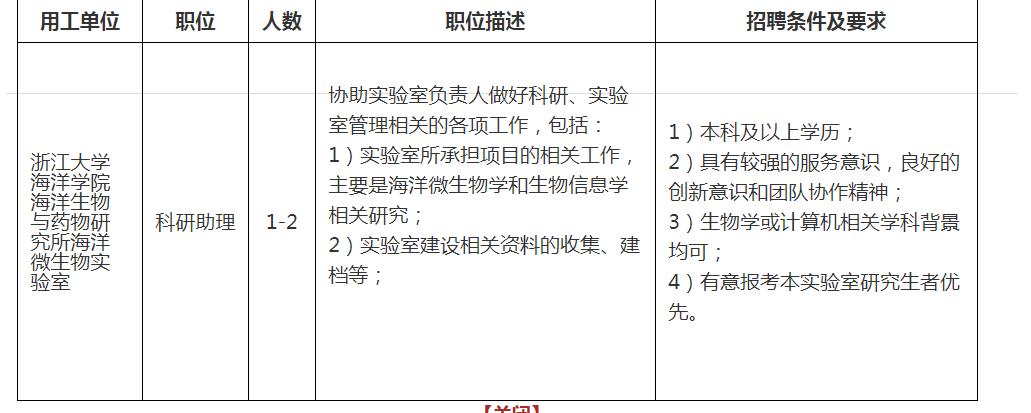 用工单位 职位 人数 职位描述 招聘条件及要求
浙江大学
海洋学院
海洋生物
与药物研
究所海洋
微生物实
验室
科研助理
1-2
协助实验室负责人做好科研、实验
室管理相关的各项工作，包括：
1）实验室所承担项目的相关工作，
主要是海洋微生物学和生物信息学
相关研究；
2）实验室建设相关资料的收集、建
档等；
1）本科及以上学历；
2）具有较强的服务意识，良好的
创新意识和团队协作精神；
3）生物学或计算机相关学科背景
均可；
4）有意报考本实验室研究生者优
先。
【关闭】